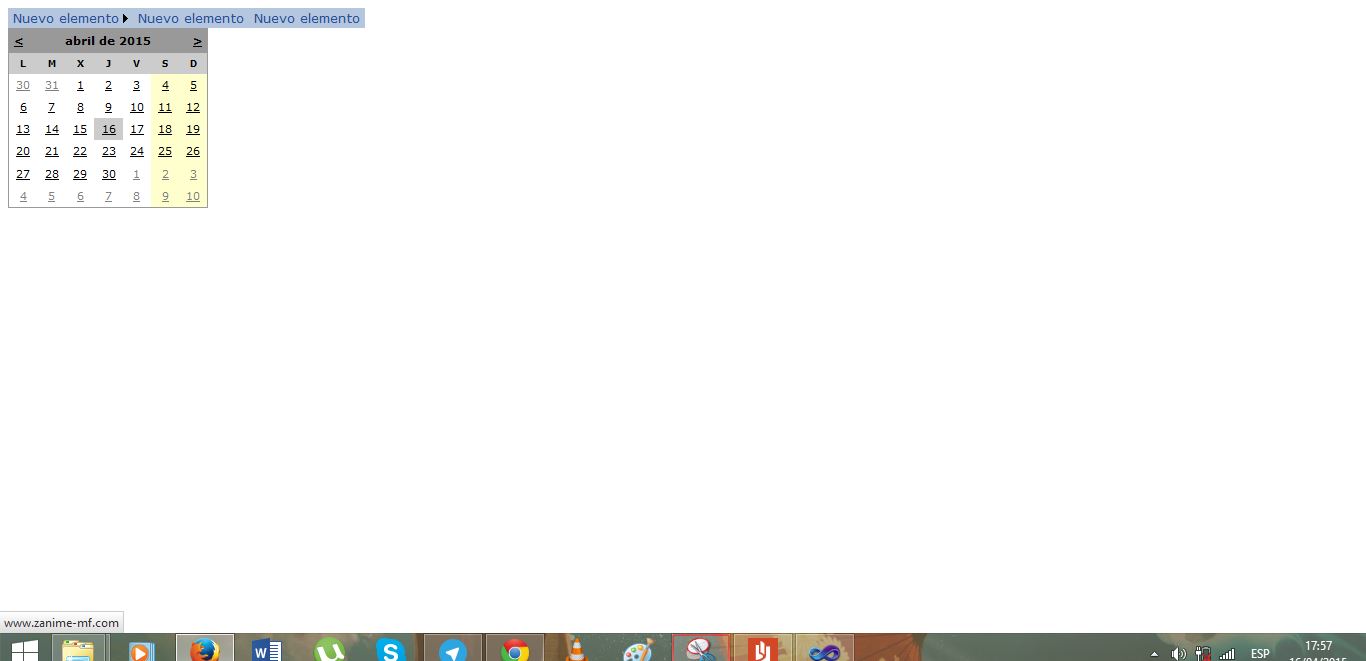 Nuevo elemento Nuevo elemento Nuevo elemento
< abril de 2015 >
L M X J V S D
30 31 1 2 3 4 5
6 7 8 9 10 11 12
13 14 15 16 17 18 19
20 21 22 23 24 25 26
27 28 29 30 1 2 3
4 5 6 7 8 9 10
www.zanime-mf.com
ESP 17:57
16/04/2015